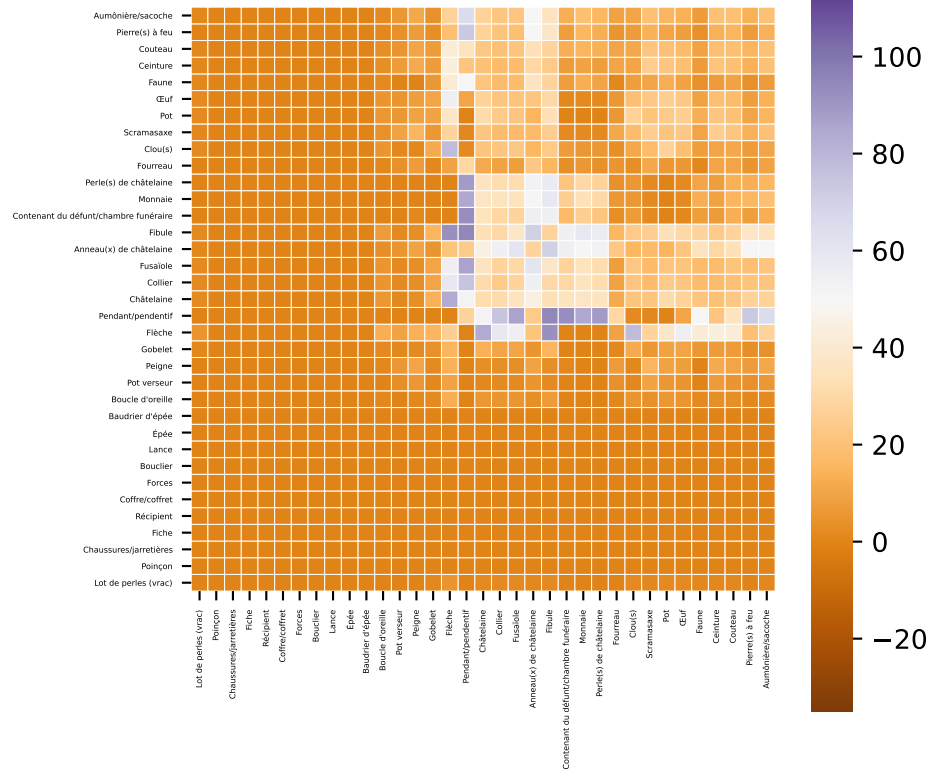 Aumônière/sacoche
Pierre(s) à feu
Couteau
Ceinture
Faune
Œuf
Pot
Scramasaxe
Clou(s)
Fourreau
Perle(s) de châtelaine
Monnaie
Contenant du défunt/chambre funéraire
Fibule
Anneau(x) de châtelaine
Fusaïole
Collier
Châtelaine
Pendant/pendentif
Flèche
Gobelet
Peigne
Pot verseur
Boucle d'oreille
Baudrier d'épée
Épée
Lance
Bouclier
Forces
Coffre/coffret
Récipient
Fiche
Chaussures/jarretières
Poinçon
Lot de perles (vrac)
Lot de perles (vrac)
Poinçon
Chaussures/jarretières
Fiche
Récipient
Coffre/coffret
Forces
Bouclier
Lance
Épée
Baudrier d'épée
Boucle d'oreille
Pot verseur
Peigne
Gobelet
Flèche
Pendant/pendentif
Châtelaine
Collier
Fusaïole
Anneau(x) de châtelaine
Fibule
Contenant du défunt/chambre funéraire
Monnaie
Perle(s) de châtelaine
Fourreau
Clou(s)
Scramasaxe
Pot
Œuf
Faune
Ceinture
Couteau
Pierre(s) à feu
Aumônière/sacoche
100
80
60
40
20
0
−20